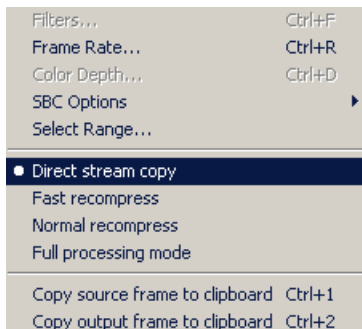 Filters... Ctrl+F
Frame Rate... Ctrl+R
Color Depth... Ctrl+D
SBC Options
Select Range...
Direct stream copy
Fast recompress
Normal recompress
Full processing mode
Copy source frame to clipboard Ctrl+1
Copy output frame to clipboard Ctrl+2